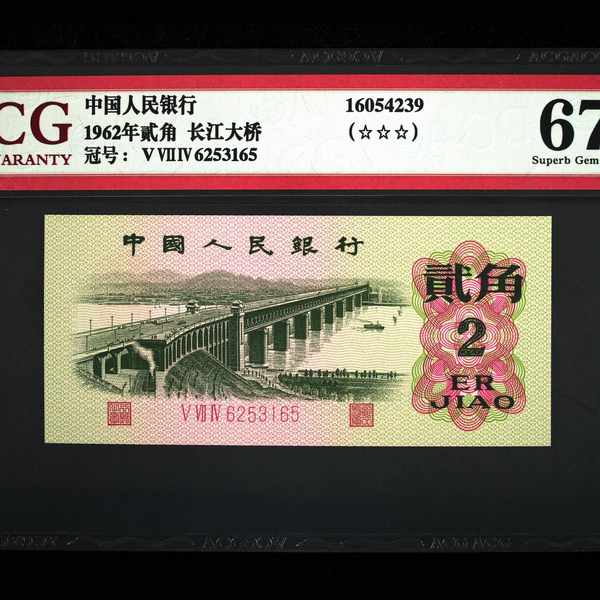 中国人民银行 16054239
CG 1962年贰角 长江大桥 (☆☆☆) 67
ARANTY 冠号: V VII IV 6253165 Superb Gem
中國人民銀行
貳角
2
ER
JIAO
V VII IV 6253165